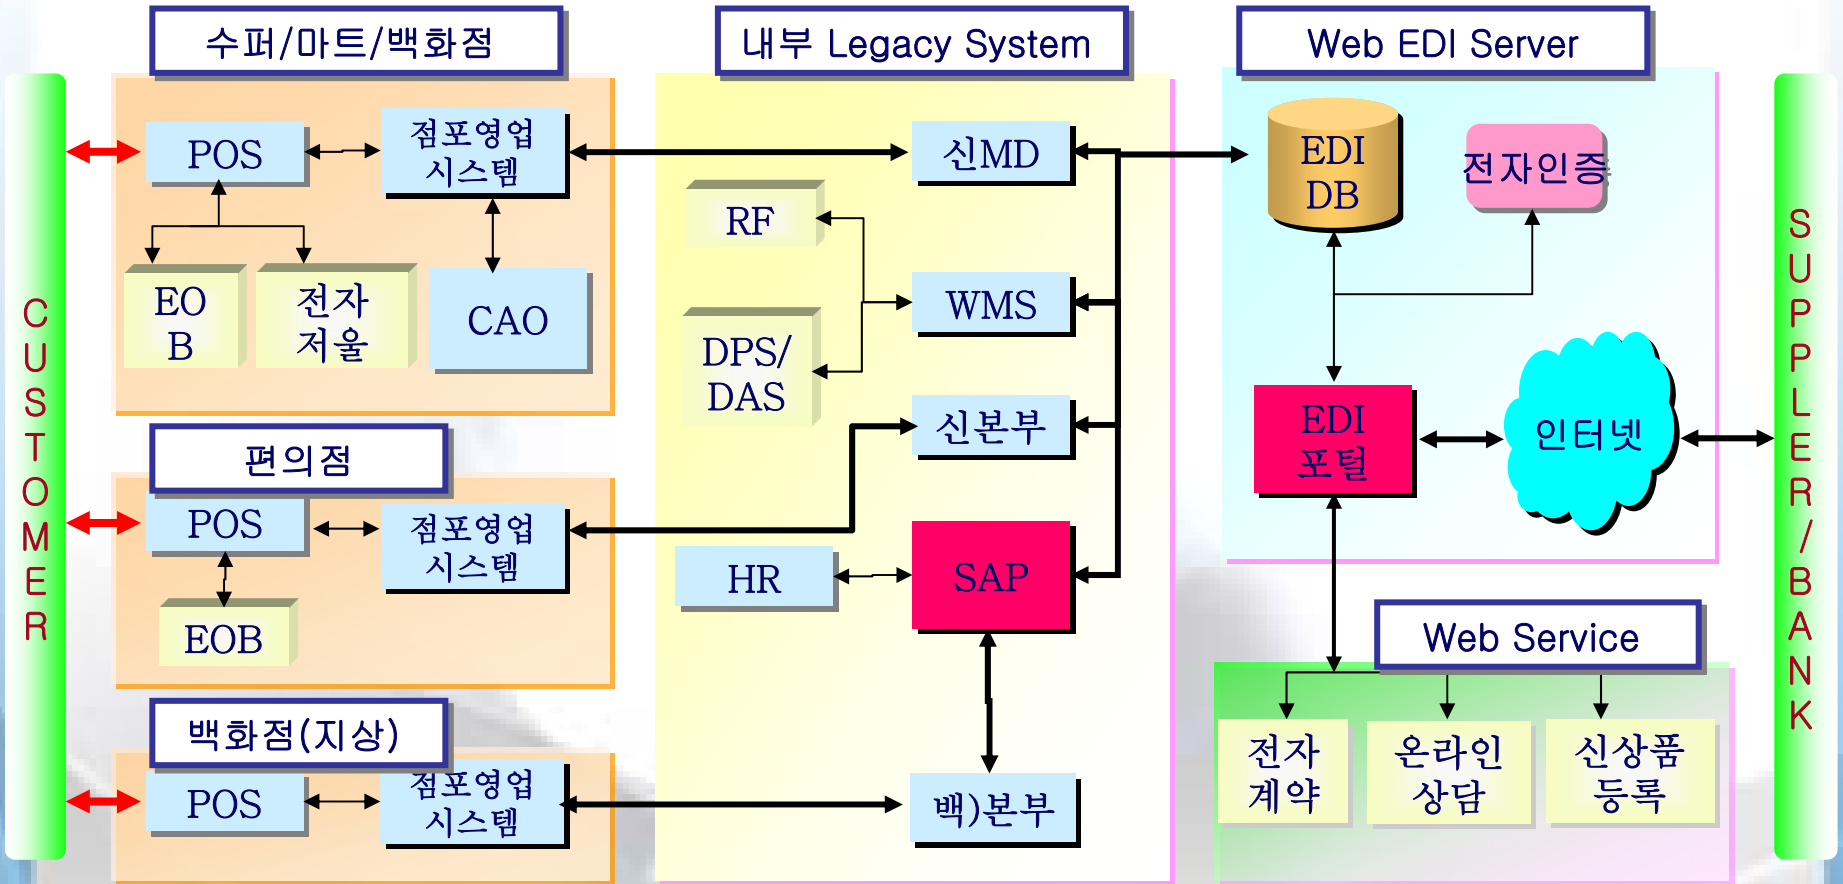 수퍼/마트/백화점
POS
점포영업
시스템
EO
B
전자
저울
CAO
편의점
POS
점포영업
시스템
EOB
백화점(지상)
POS
점포영업
시스템
CUSTOMER
내부 Legacy System
신MD
RF
WMS
DPS/
DAS
신본부
HR
SAP
백)본부
Web EDI Server
EDI
DB
전자인증
EDI
포털
인터넷
Web Service
전자
계약
온라인
상담
신상품
등록
SUPPLER/BANK